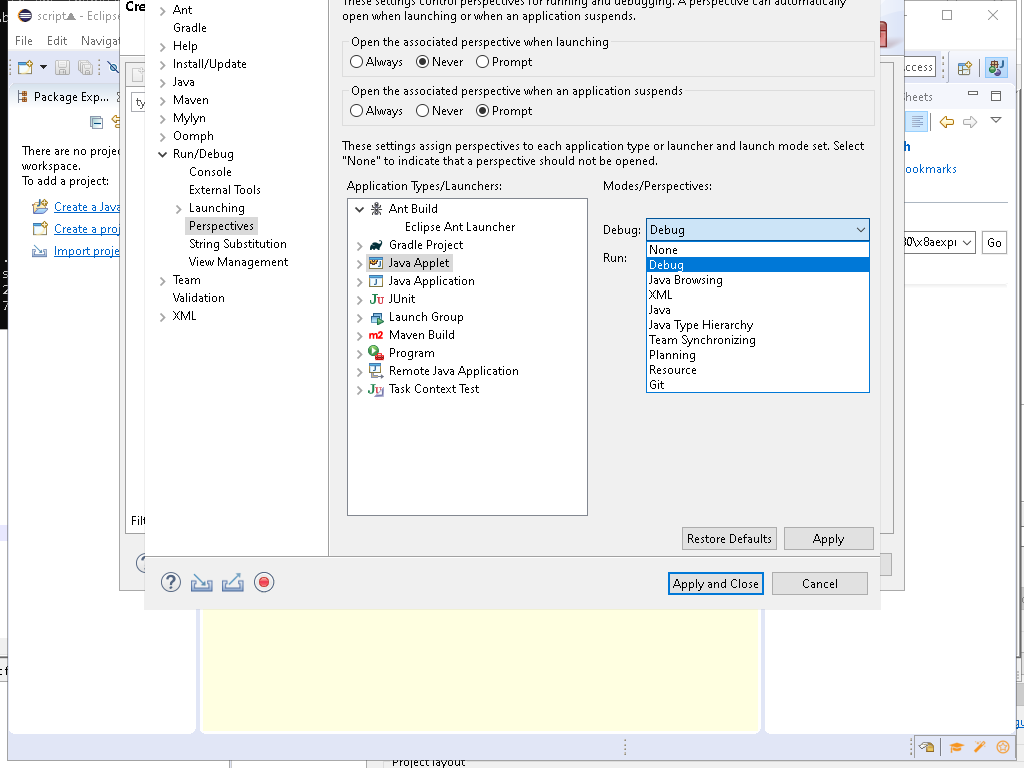 script▲ - Eclips
File Edit Navigat
Package Exp...
There are no proje
workspace.
To add a project:
Create a Java
Create a proj
Import proje
Cre
ty
Filt
Ant
Gradle
Help
Install/Update
Java
Maven
Mylyn
Oomph
Run/Debug
Console
External Tools
Launching
Perspectives
String Substitution
View Management
Team
Validation
XML
These settings control perspectives for running and debugging. A perspective can automatically
open when launching or when an application suspends.
Open the associated perspective when launching
Always Never Prompt
Open the associated perspective when an application suspends
Always Never Prompt
These settings assign perspectives to each application type or launcher and launch mode set. Select
"None" to indicate that a perspective should not be opened.
Application Types/Launchers:
Ant Build
Eclipse Ant Launcher
Gradle Project
Java Applet
Java Application
JUnit
Launch Group
Maven Build
Program
Remote Java Application
Task Context Test
Modes/Perspectives:
Debug: Debug
Run:
None
Debug
Java Browsing
XML
Java
Java Type Hierarchy
Team Synchronizing
Planning
Resource
Git
Restore Defaults Apply
Apply and Close Cancel
ccess
heets
h
ookmarks
Go
Project layout